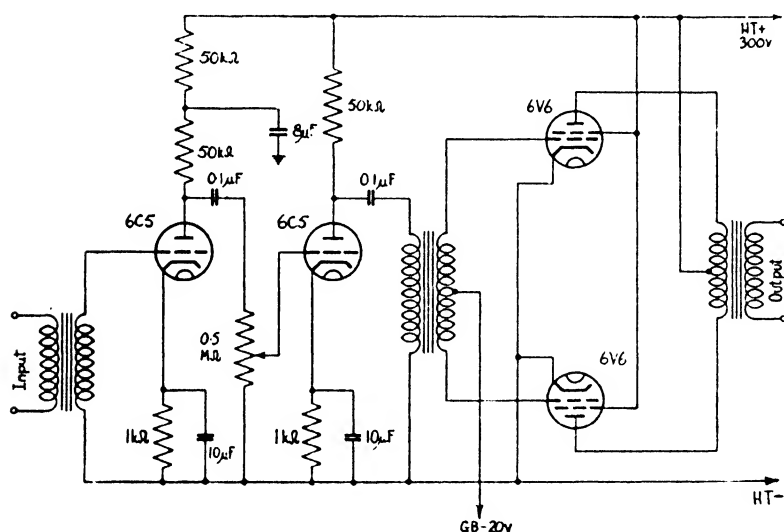 HT+
300v
50kΩ
50kΩ
8μF
50kΩ
6V6
0.1μF
0.1μF
6C5
6C5
Input
0.5
MΩ
Output
6V6
1kΩ
10μF
1kΩ
10μF
HT-
GB-20v